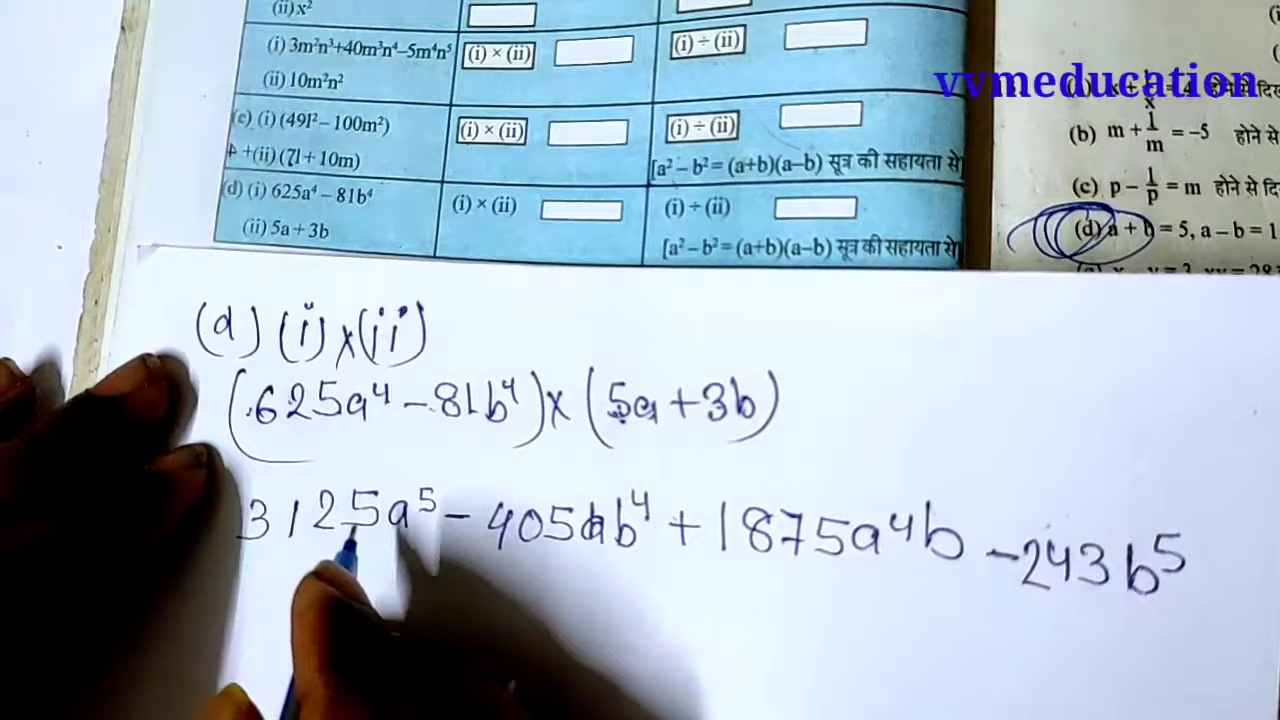 (ii) x²
(i) 3m²n³+40m³n⁴–5m⁴n⁵
(i) × (ii)
(i) ÷ (ii)
(ii) 10m²n²
(c) (i) (49l² – 100m²)
(i) × (ii)
(i) ÷ (ii)
(ii) (7l + 10m)
[a² – b² = (a+b)(a–b) सूत्र की सहायता से]
(d) (i) 625a⁴ – 81b⁴
(i) × (ii)
(i) ÷ (ii)
(ii) 5a + 3b
[a² – b² = (a+b)(a–b) सूत्र की सहायता से]
vvmeducation
(b) m + 1/m = –5 होने से
(c) p – 1/p = m होने से दि
(d) a + b = 5, a – b = 1
(d) (i) × (ii)
(625a⁴ – 81b⁴) × (5a + 3b)
3125a⁵ – 405ab⁴ + 1875a⁴b – 243b⁵